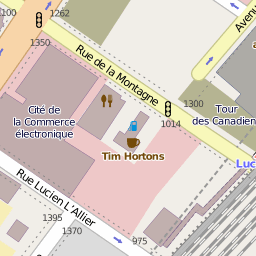 1262
1350
Avenu
Rue de la Montagne
1300
1014
Tour
des Canadien
Cité de
la Commerce
électronique
Tim Hortons
Luc
Rue Lucien L'Allier
1395
1370
975